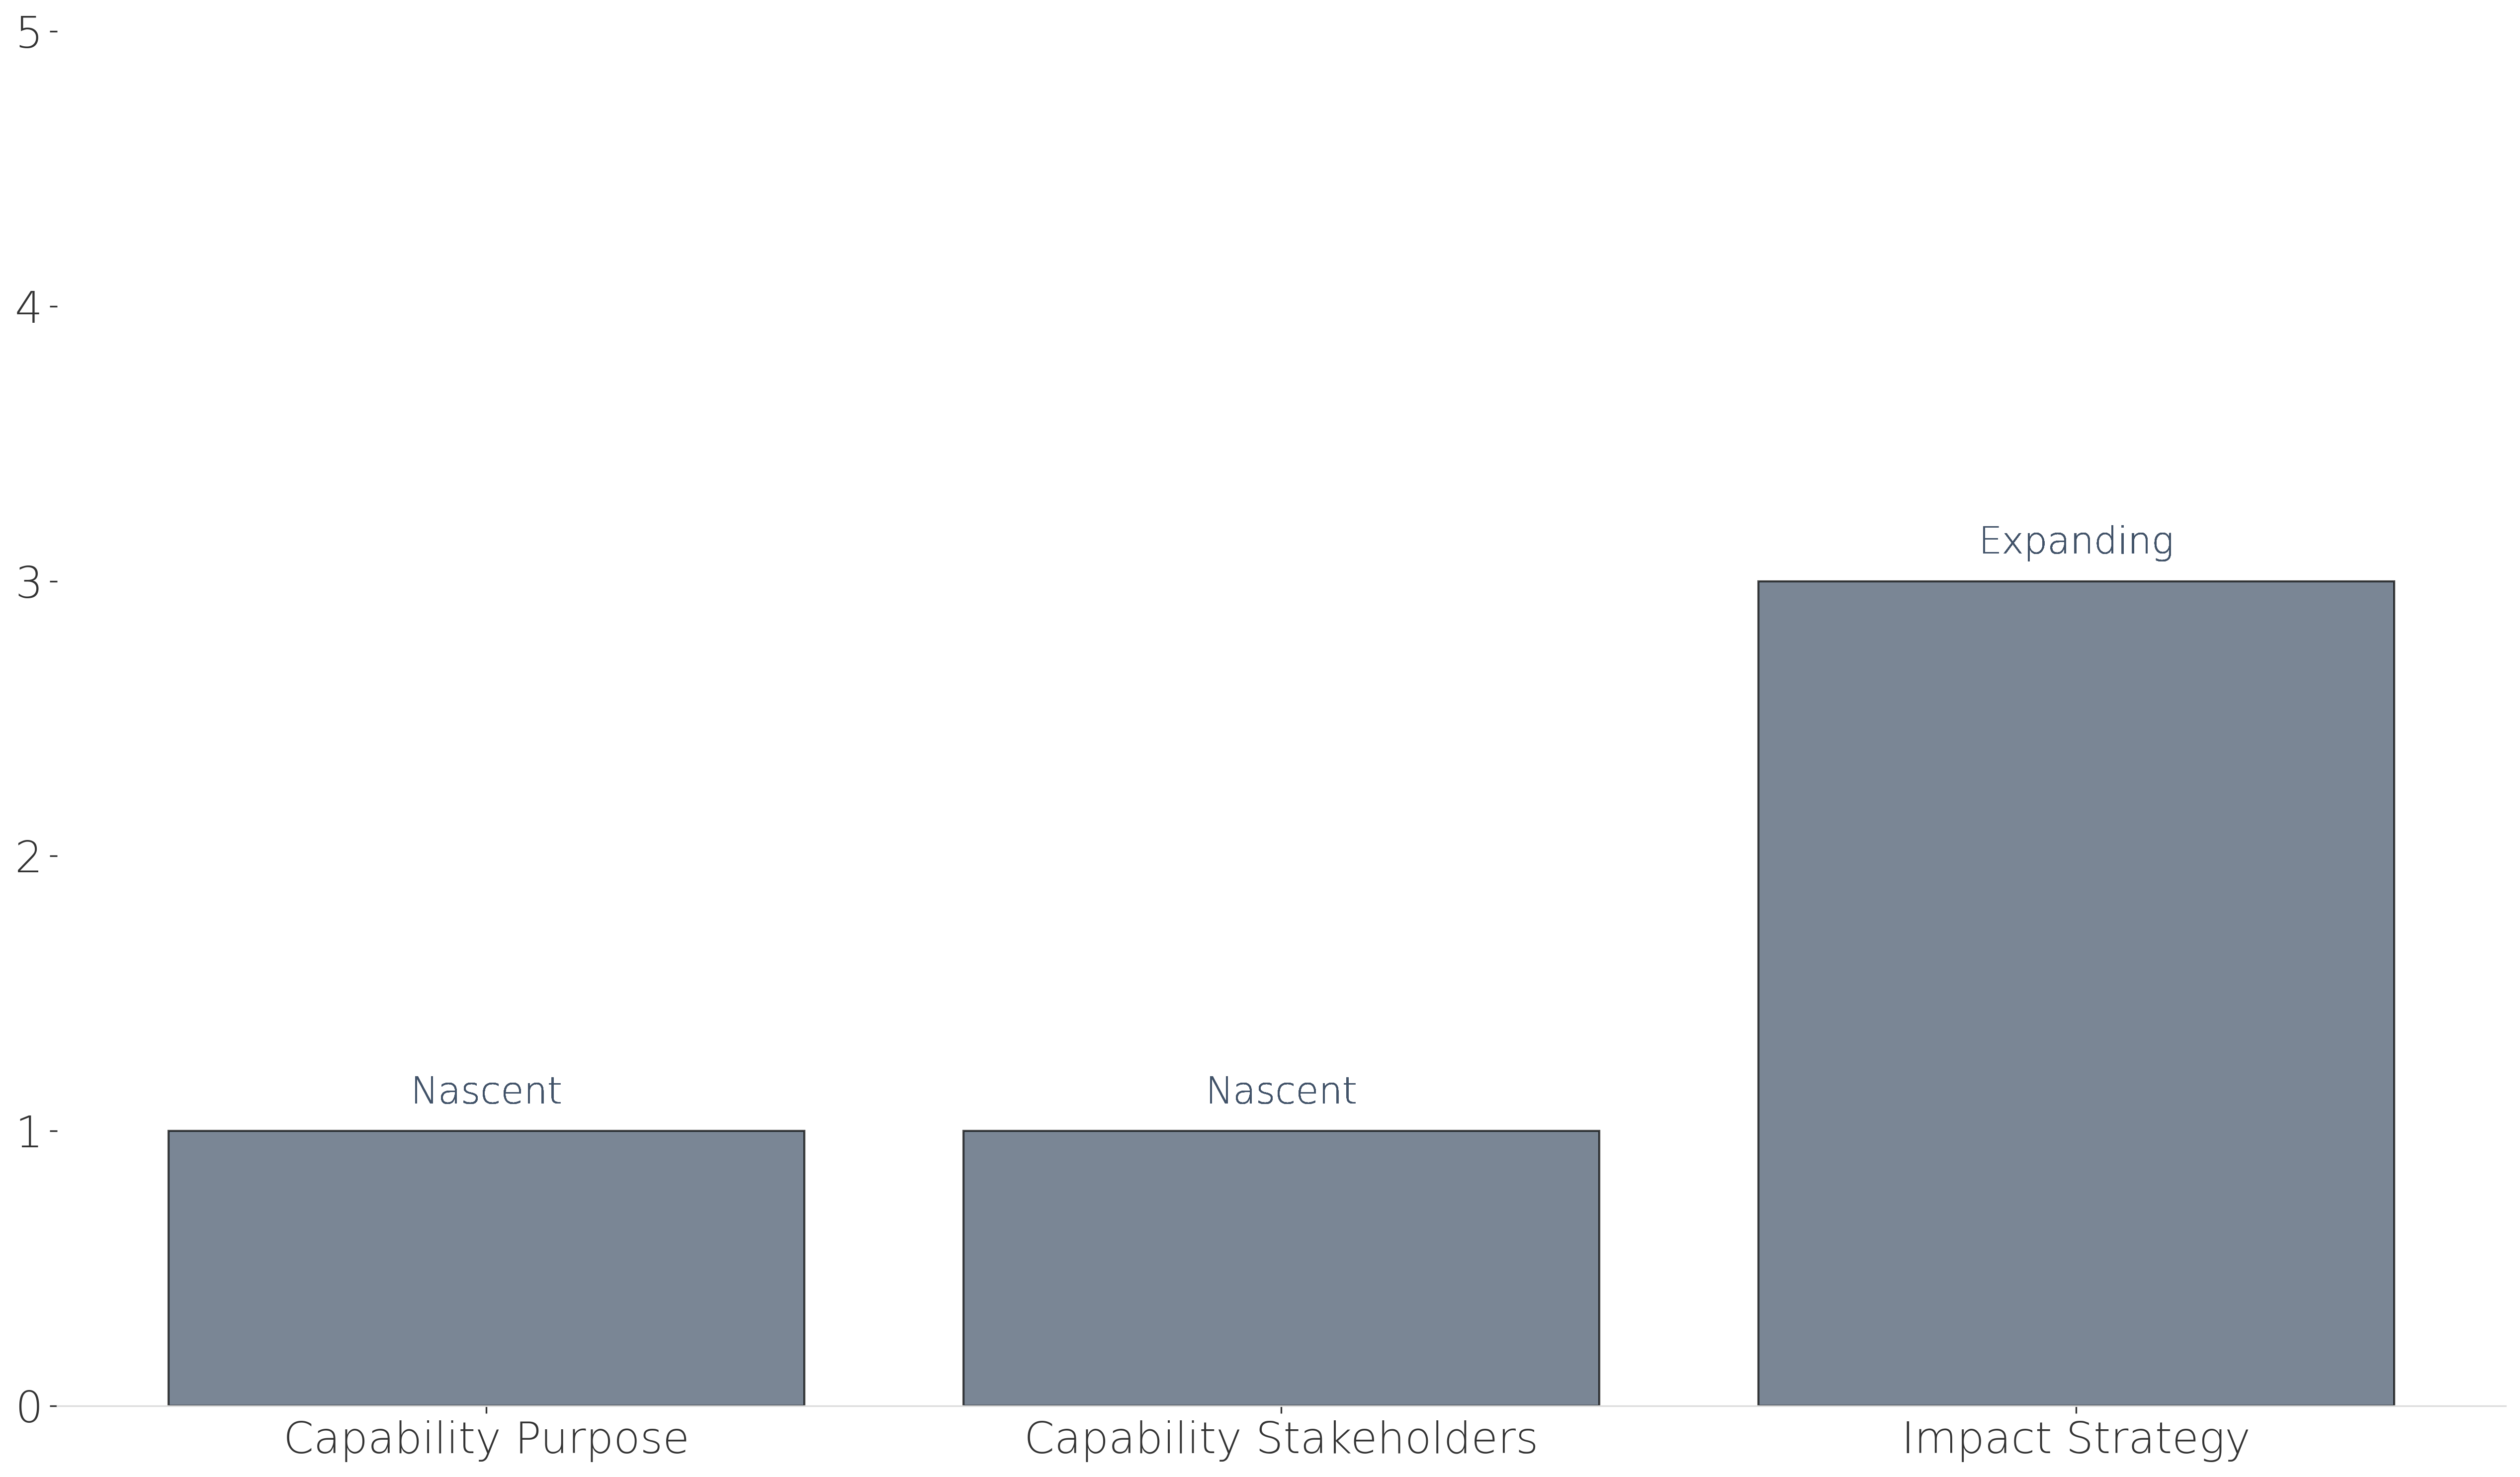 5
4
3
2
1
0
Expanding
Nascent
Nascent
Capability Purpose
Capability Stakeholders
Impact Strategy